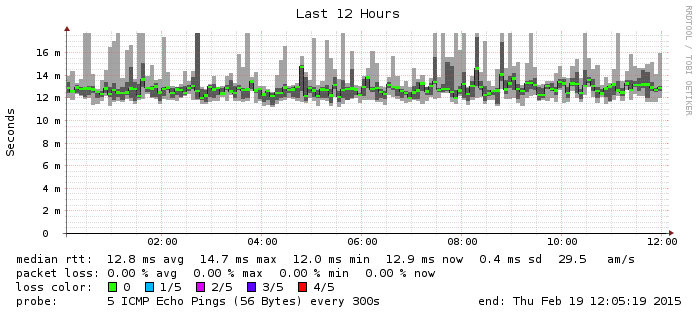 Last 12 Hours
RRDTOOL / TOBI OETIKER
Seconds
16 m
14 m
12 m
10 m
8 m
6 m
4 m
2 m
0
02:00 04:00 06:00 08:00 10:00 12:00
median rtt: 12.8 ms avg 14.7 ms max 12.0 ms min 12.9 ms now 0.4 ms sd 29.5 am/s
packet loss: 0.00 % avg 0.00 % max 0.00 % min 0.00 % now
loss color: 0 1/5 2/5 3/5 4/5
probe: 5 ICMP Echo Pings (56 Bytes) every 300s end: Thu Feb 19 12:05:19 2015